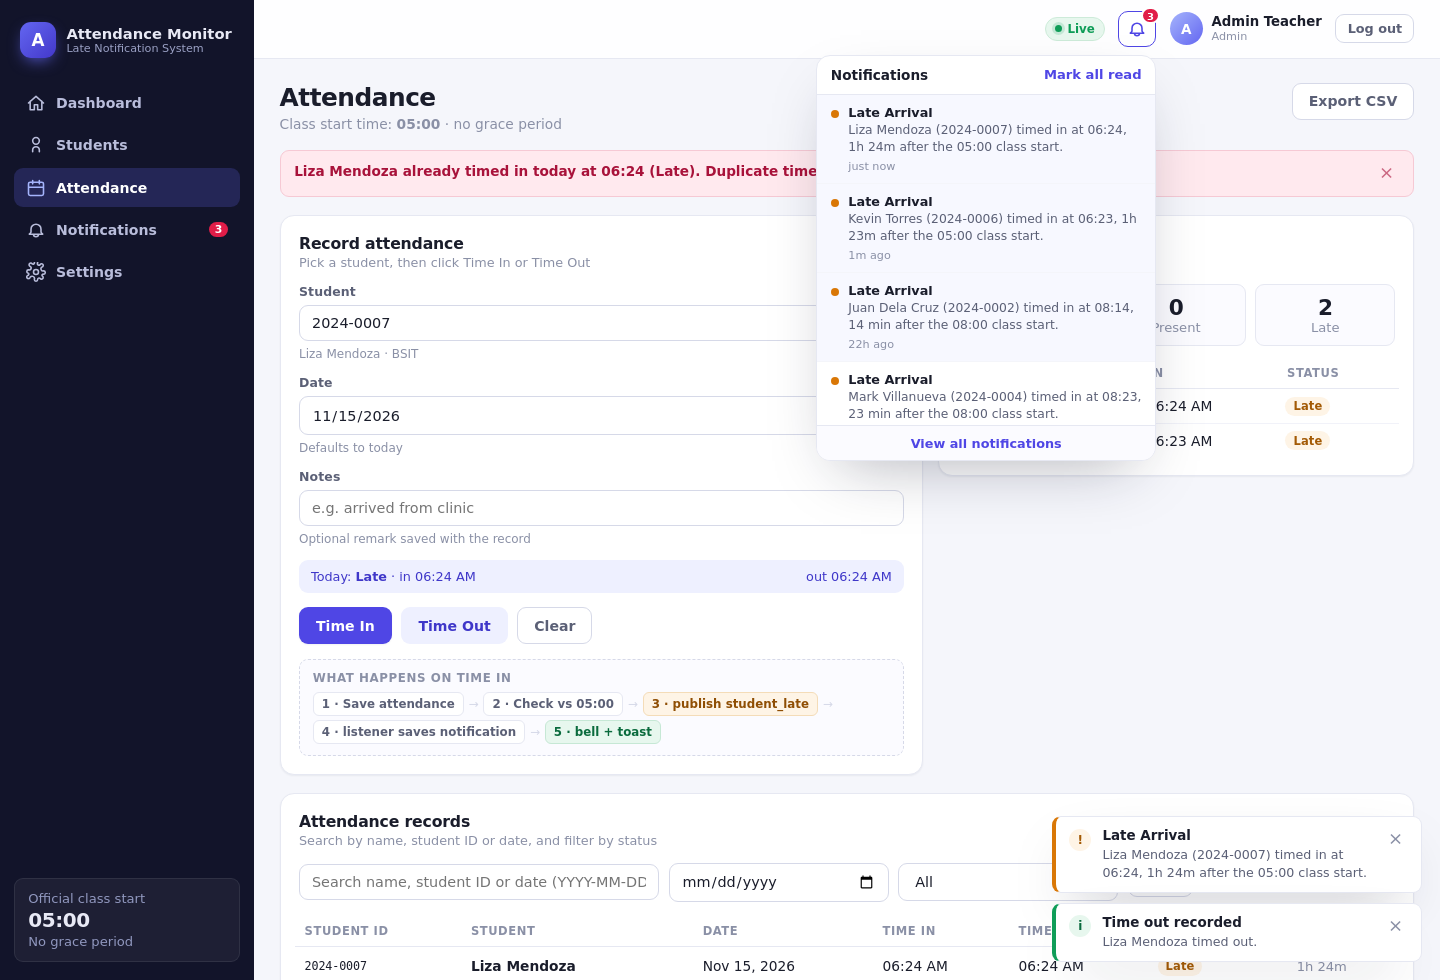 A
Attendance Monitor
Late Notification System
Dashboard
Students
Attendance
Notifications
3
Settings
Official class start
05:00
No grace period
Live
3
A
Admin Teacher
Admin
Log out
Attendance
Class start time: 05:00 · no grace period
Export CSV
Liza Mendoza already timed in today at 06:24 (Late). Duplicate time
Notifications
Mark all read
Late Arrival
Liza Mendoza (2024-0007) timed in at 06:24,
1h 24m after the 05:00 class start.
just now
Late Arrival
Kevin Torres (2024-0006) timed in at 06:23, 1h
23m after the 05:00 class start.
1m ago
Late Arrival
Juan Dela Cruz (2024-0002) timed in at 08:14,
14 min after the 08:00 class start.
22h ago
Late Arrival
Mark Villanueva (2024-0004) timed in at 08:23,
23 min after the 08:00 class start.
View all notifications
Record attendance
Pick a student, then click Time In or Time Out
Student
2024-0007
Liza Mendoza · BSIT
Date
11/15/2026
Defaults to today
Notes
e.g. arrived from clinic
Optional remark saved with the record
Today: Late · in 06:24 AM
out 06:24 AM
Time In
Time Out
Clear
WHAT HAPPENS ON TIME IN
1 · Save attendance → 2 · Check vs 05:00 → 3 · publish student_late →
4 · listener saves notification → 5 · bell + toast
0
Present
2
Late
STATUS
6:24 AM
Late
6:23 AM
Late
Attendance records
Search by name, student ID or date, and filter by status
Search name, student ID or date (YYYY-MM-DD
mm/dd/yyyy
All
STUDENT ID
STUDENT
DATE
TIME IN
TIME
2024-0007
Liza Mendoza
Nov 15, 2026
06:24 AM
06:24 AM
Late
1h 24m
!
Late Arrival
Liza Mendoza (2024-0007) timed in at
06:24, 1h 24m after the 05:00 class start.
i
Time out recorded
Liza Mendoza timed out.